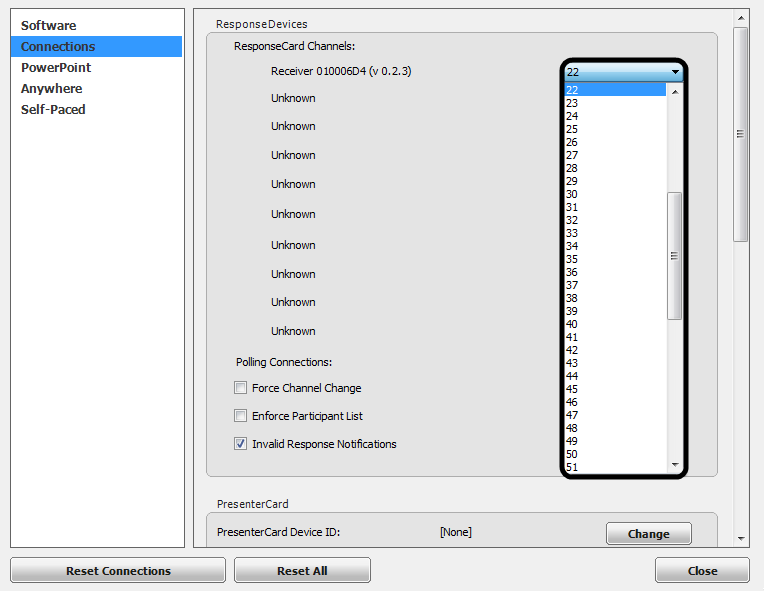 Software
Connections
PowerPoint
Anywhere
Self-Paced
ResponseDevices
ResponseCard Channels:
Receiver 010006D4 (v 0.2.3)
22
Unknown
Unknown
Unknown
Unknown
Unknown
Unknown
Unknown
Unknown
Unknown
22
23
24
25
26
27
28
29
30
31
32
33
34
35
36
37
38
39
40
41
42
43
44
45
46
47
48
49
50
51
Polling Connections:
Force Channel Change
Enforce Participant List
Invalid Response Notifications
PresenterCard
PresenterCard Device ID: [None] Change
Reset Connections Reset All Close